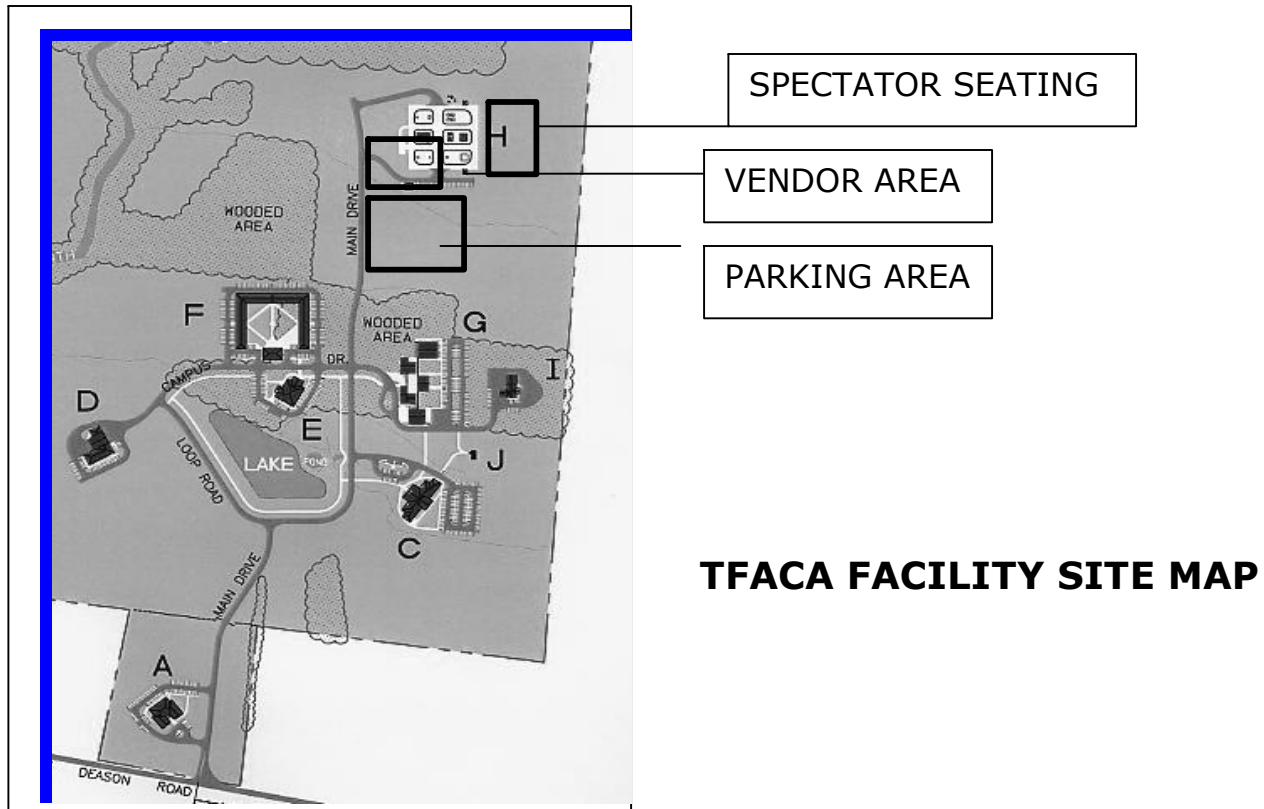 SPECTATOR SEATING
VENDOR AREA
PARKING AREA
WOODED
AREA
MAIN DRIVE
F
WOODED
AREA
G
DR.
CAMPUS
I
D
E
LOOP ROAD
LAKE
POND
J
C
TFACA FACILITY SITE MAP
MAIN DRIVE
A
DEASON ROAD